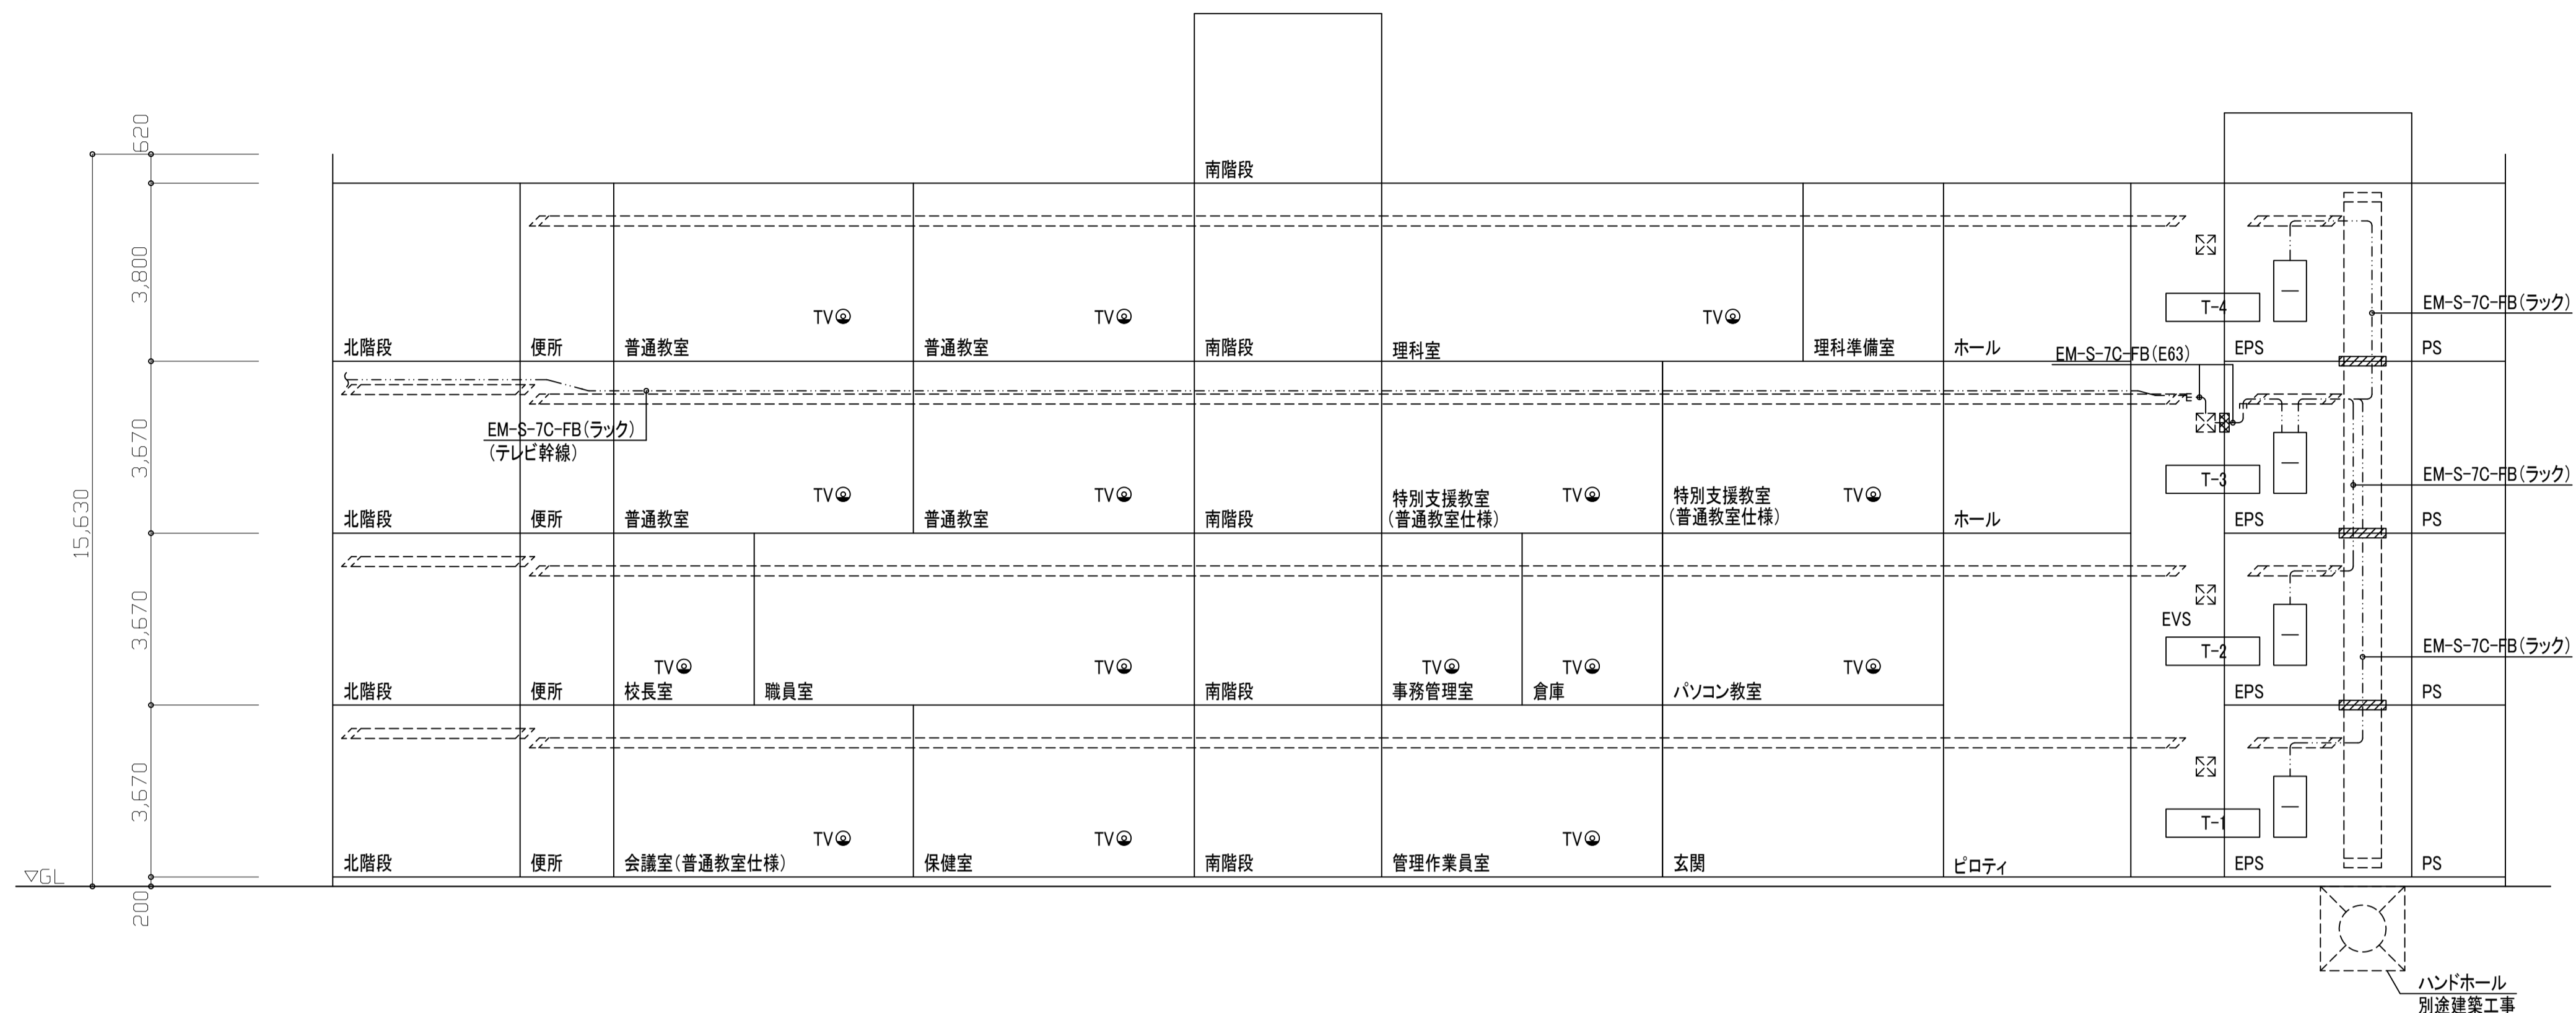 620
南階段
3,800
TV
TV
TV
T-4
EM-S-7C-FB(ラック)
北階段
便所
普通教室
普通教室
南階段
理科室
理科準備室
ホール
EPS
PS
EM-S-7C-FB(E63)
EM-S-7C-FB(ラック)
(テレビ幹線)
3,670
TV
TV
TV
TV
T-3
EM-S-7C-FB(ラック)
北階段
便所
普通教室
普通教室
南階段
特別支援教室
(普通教室仕様)
特別支援教室
(普通教室仕様)
ホール
EPS
PS
15,630
3,670
EVS
TV
TV
TV
TV
TV
T-2
EM-S-7C-FB(ラック)
北階段
便所
校長室
職員室
南階段
事務管理室
倉庫
パソコン教室
EPS
PS
3,670
TV
TV
TV
T-1
北階段
便所
会議室(普通教室仕様)
保健室
南階段
管理作業員室
玄関
ピロティ
EPS
PS
▽GL
200
ハンドホール
別途建築工事